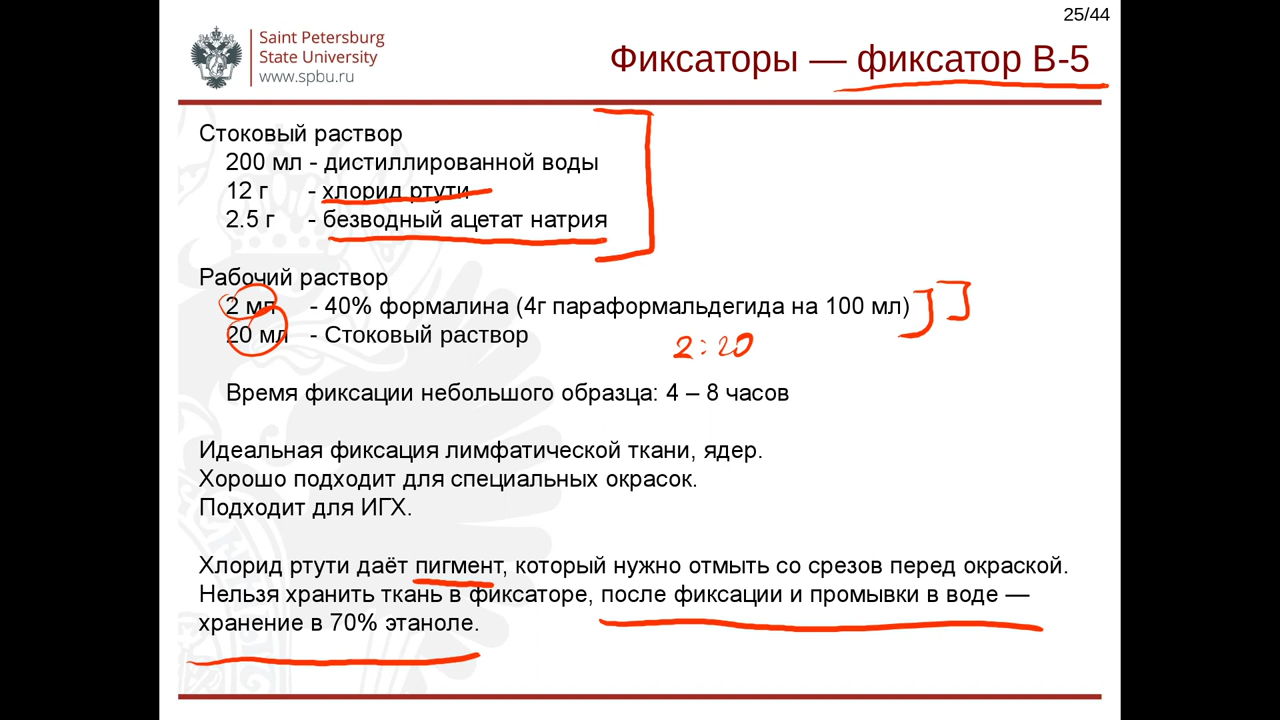 25/44
Saint Petersburg
State University
www.spbu.ru
Фиксаторы — фиксатор В-5
Стоковый раствор
200 мл - дистиллированной воды
12 г - хлорид ртути
2.5 г - безводный ацетат натрия
Рабочий раствор
2 мл - 40% формалина (4г параформальдегида на 100 мл)
20 мл - Стоковый раствор
2:20
Время фиксации небольшого образца: 4 – 8 часов
Идеальная фиксация лимфатической ткани, ядер.
Хорошо подходит для специальных окрасок.
Подходит для ИГХ.
Хлорид ртути даёт пигмент, который нужно отмыть со срезов перед окраской.
Нельзя хранить ткань в фиксаторе, после фиксации и промывки в воде —
хранение в 70% этаноле.